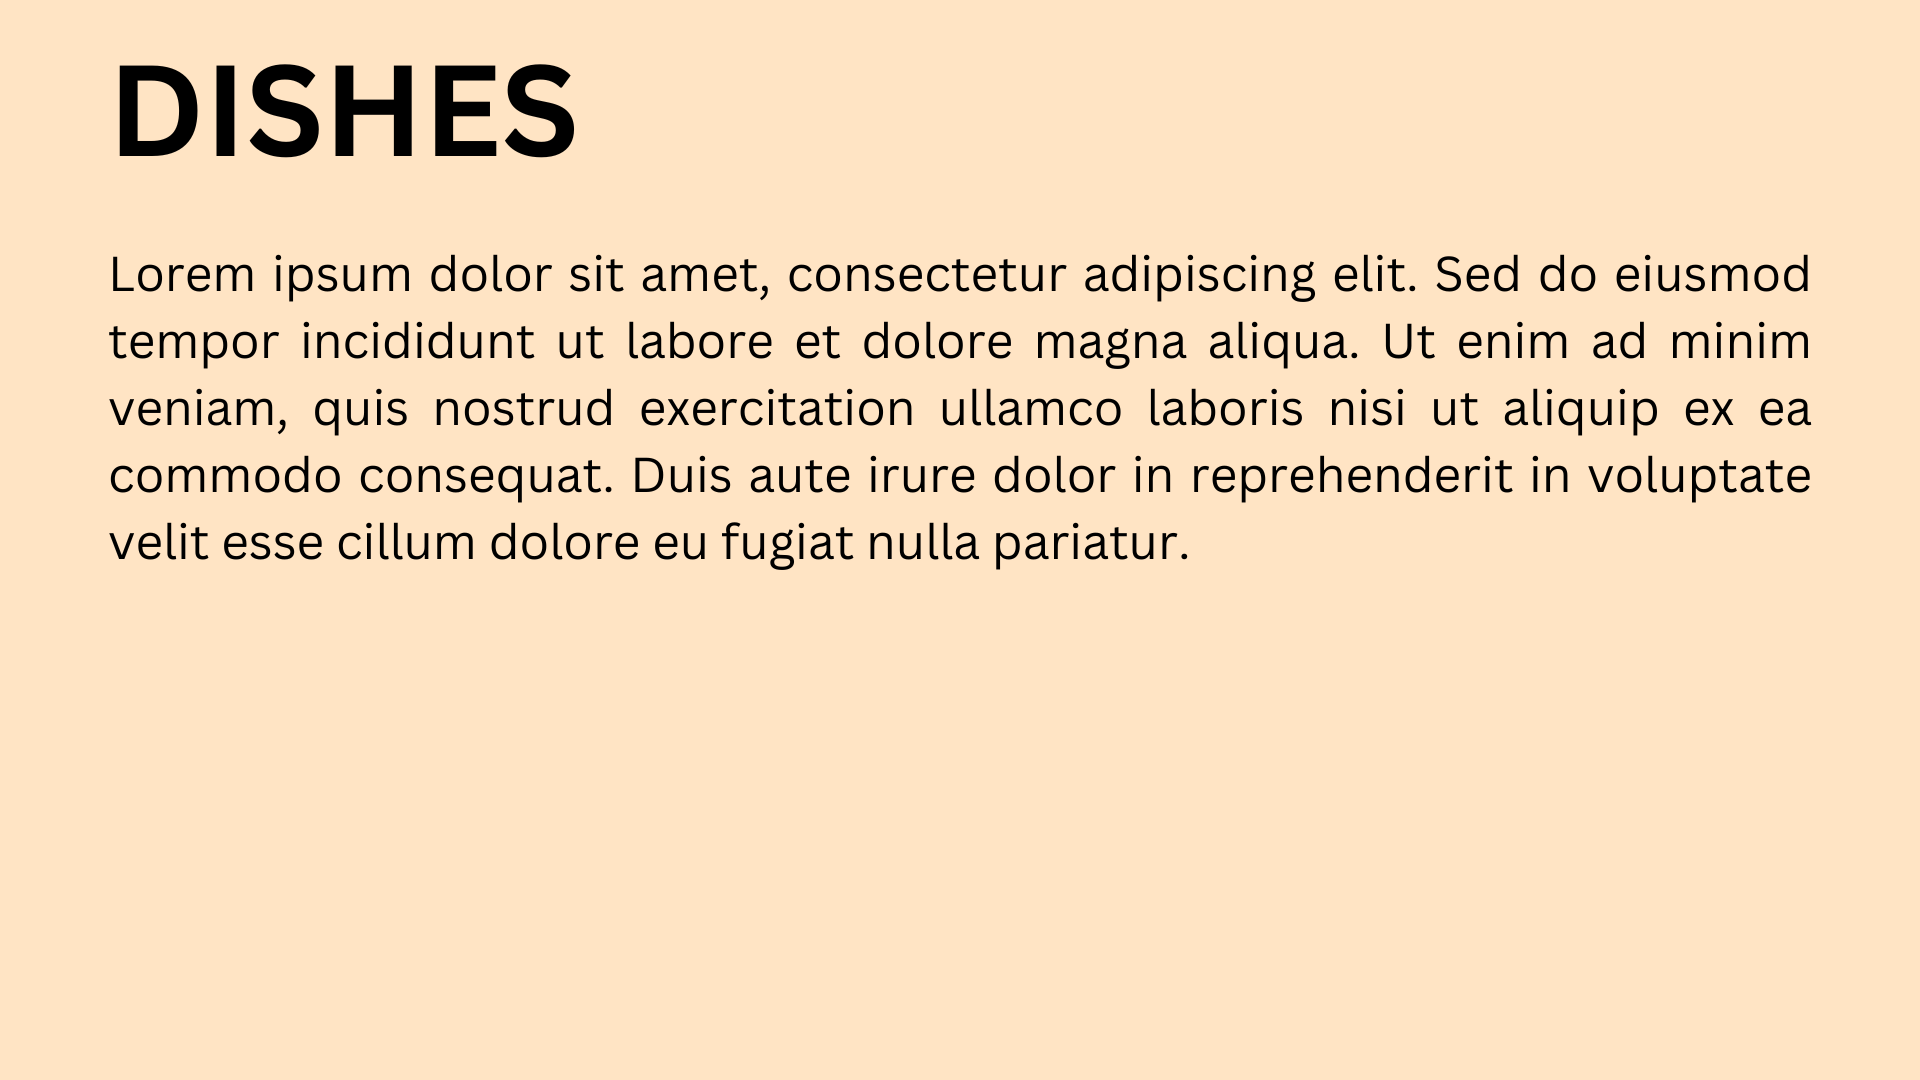 DISHES
Lorem ipsum dolor sit amet, consectetur adipiscing elit. Sed do eiusmod
tempor incididunt ut labore et dolore magna aliqua. Ut enim ad minim
veniam, quis nostrud exercitation ullamco laboris nisi ut aliquip ex ea
commodo consequat. Duis aute irure dolor in reprehenderit in voluptate
velit esse cillum dolore eu fugiat nulla pariatur.